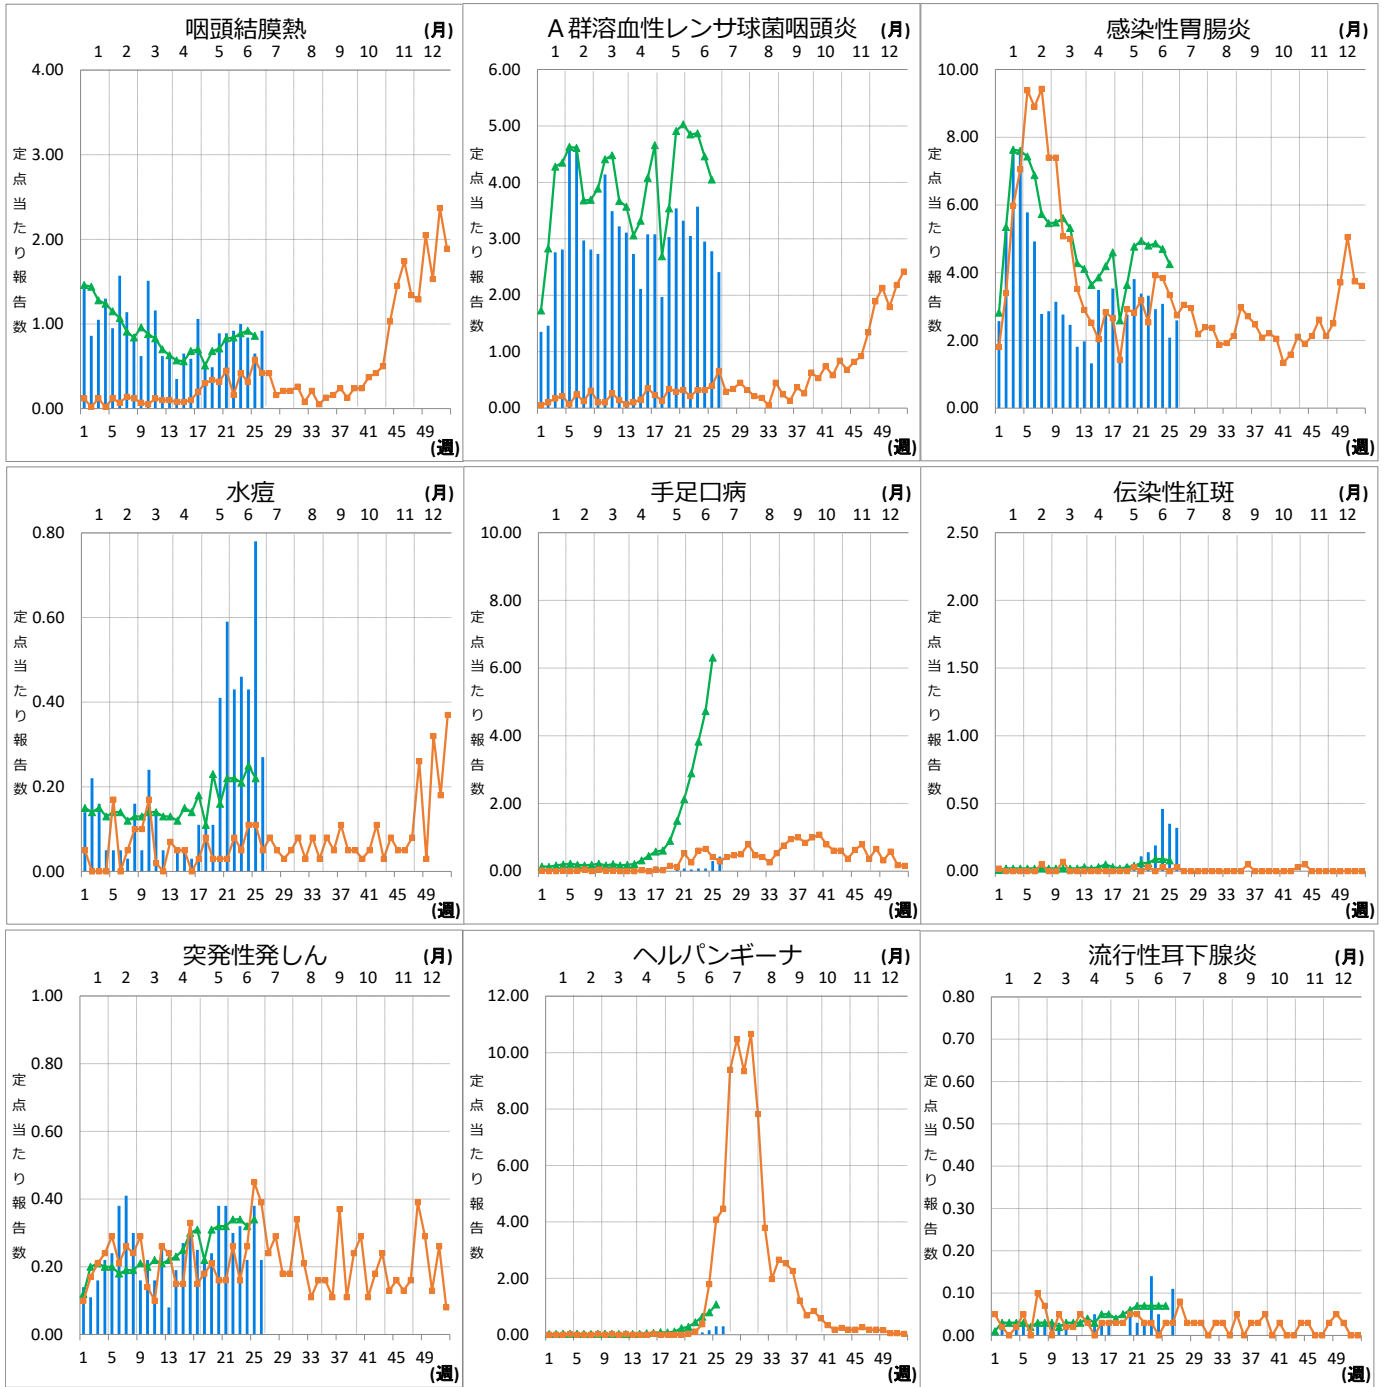 咽頭結膜熱 (月)
1 2 3 4 5 6 7 8 9 10 11 12
4.00
3.00
2.00
1.00
0.00
定点当たり報告数
1 5 9 13 17 21 25 29 33 37 41 45 49
(週)
A群溶血性レンサ球菌咽頭炎 (月)
1 2 3 4 5 6 7 8 9 10 11 12
6.00
5.00
4.00
3.00
2.00
1.00
0.00
定点当たり報告数
1 5 9 13 17 21 25 29 33 37 41 45 49
(週)
感染性胃腸炎 (月)
1 2 3 4 5 6 7 8 9 10 11 12
10.00
8.00
6.00
4.00
2.00
0.00
定点当たり報告数
1 5 9 13 17 21 25 29 33 37 41 45 49
(週)
水痘 (月)
1 2 3 4 5 6 7 8 9 10 11 12
0.80
0.60
0.40
0.20
0.00
定点当たり報告数
1 5 9 13 17 21 25 29 33 37 41 45 49
(週)
手足口病 (月)
1 2 3 4 5 6 7 8 9 10 11 12
10.00
8.00
6.00
4.00
2.00
0.00
定点当たり報告数
1 5 9 13 17 21 25 29 33 37 41 45 49
(週)
伝染性紅斑 (月)
1 2 3 4 5 6 7 8 9 10 11 12
2.50
2.00
1.50
1.00
0.50
0.00
定点当たり報告数
1 5 9 13 17 21 25 29 33 37 41 45 49
(週)
突発性発しん (月)
1 2 3 4 5 6 7 8 9 10 11 12
1.00
0.80
0.60
0.40
0.20
0.00
定点当たり報告数
1 5 9 13 17 21 25 29 33 37 41 45 49
(週)
ヘルパンギーナ (月)
1 2 3 4 5 6 7 8 9 10 11 12
12.00
10.00
8.00
6.00
4.00
2.00
0.00
定点当たり報告数
1 5 9 13 17 21 25 29 33 37 41 45 49
(週)
流行性耳下腺炎 (月)
1 2 3 4 5 6 7 8 9 10 11 12
0.80
0.70
0.60
0.50
0.40
0.30
0.20
0.10
0.00
定点当たり報告数
1 5 9 13 17 21 25 29 33 37 41 45 49
(週)